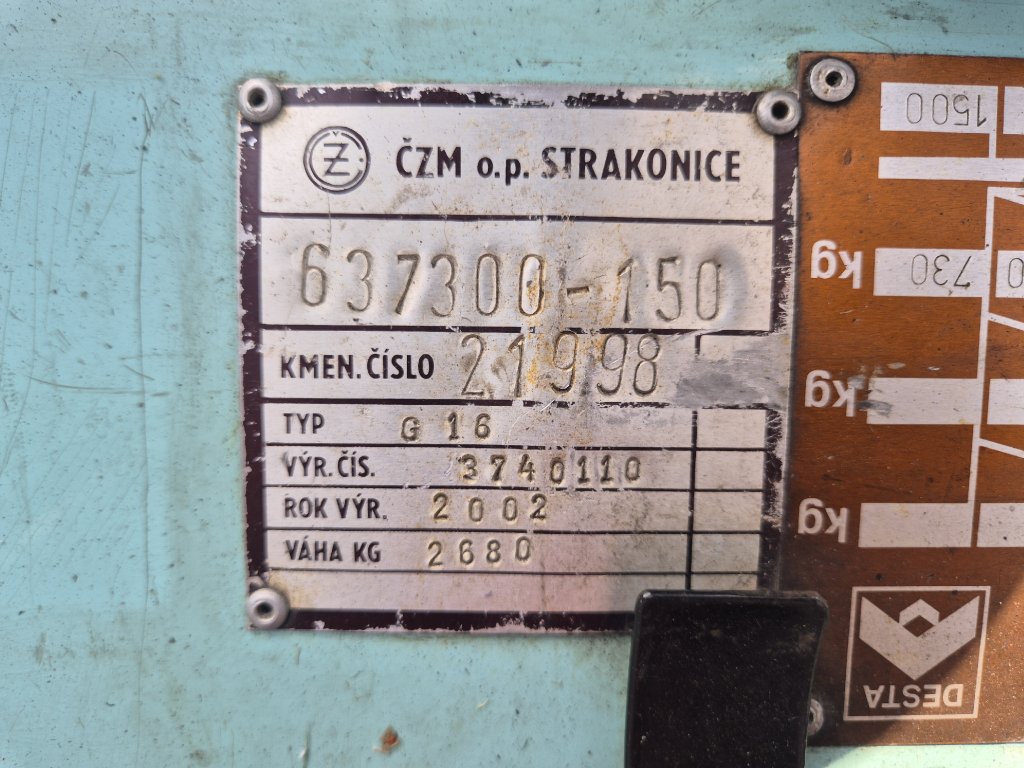 ČZ
ČZM o.p. STRAKONICE
637300-150
KMEN. ČÍSLO 21998
TYP G 16
VÝR. ČÍS. 3740110
ROK VÝR. 2002
VÁHA KG 2680
1500
kg 730
kg
kg
DESTA